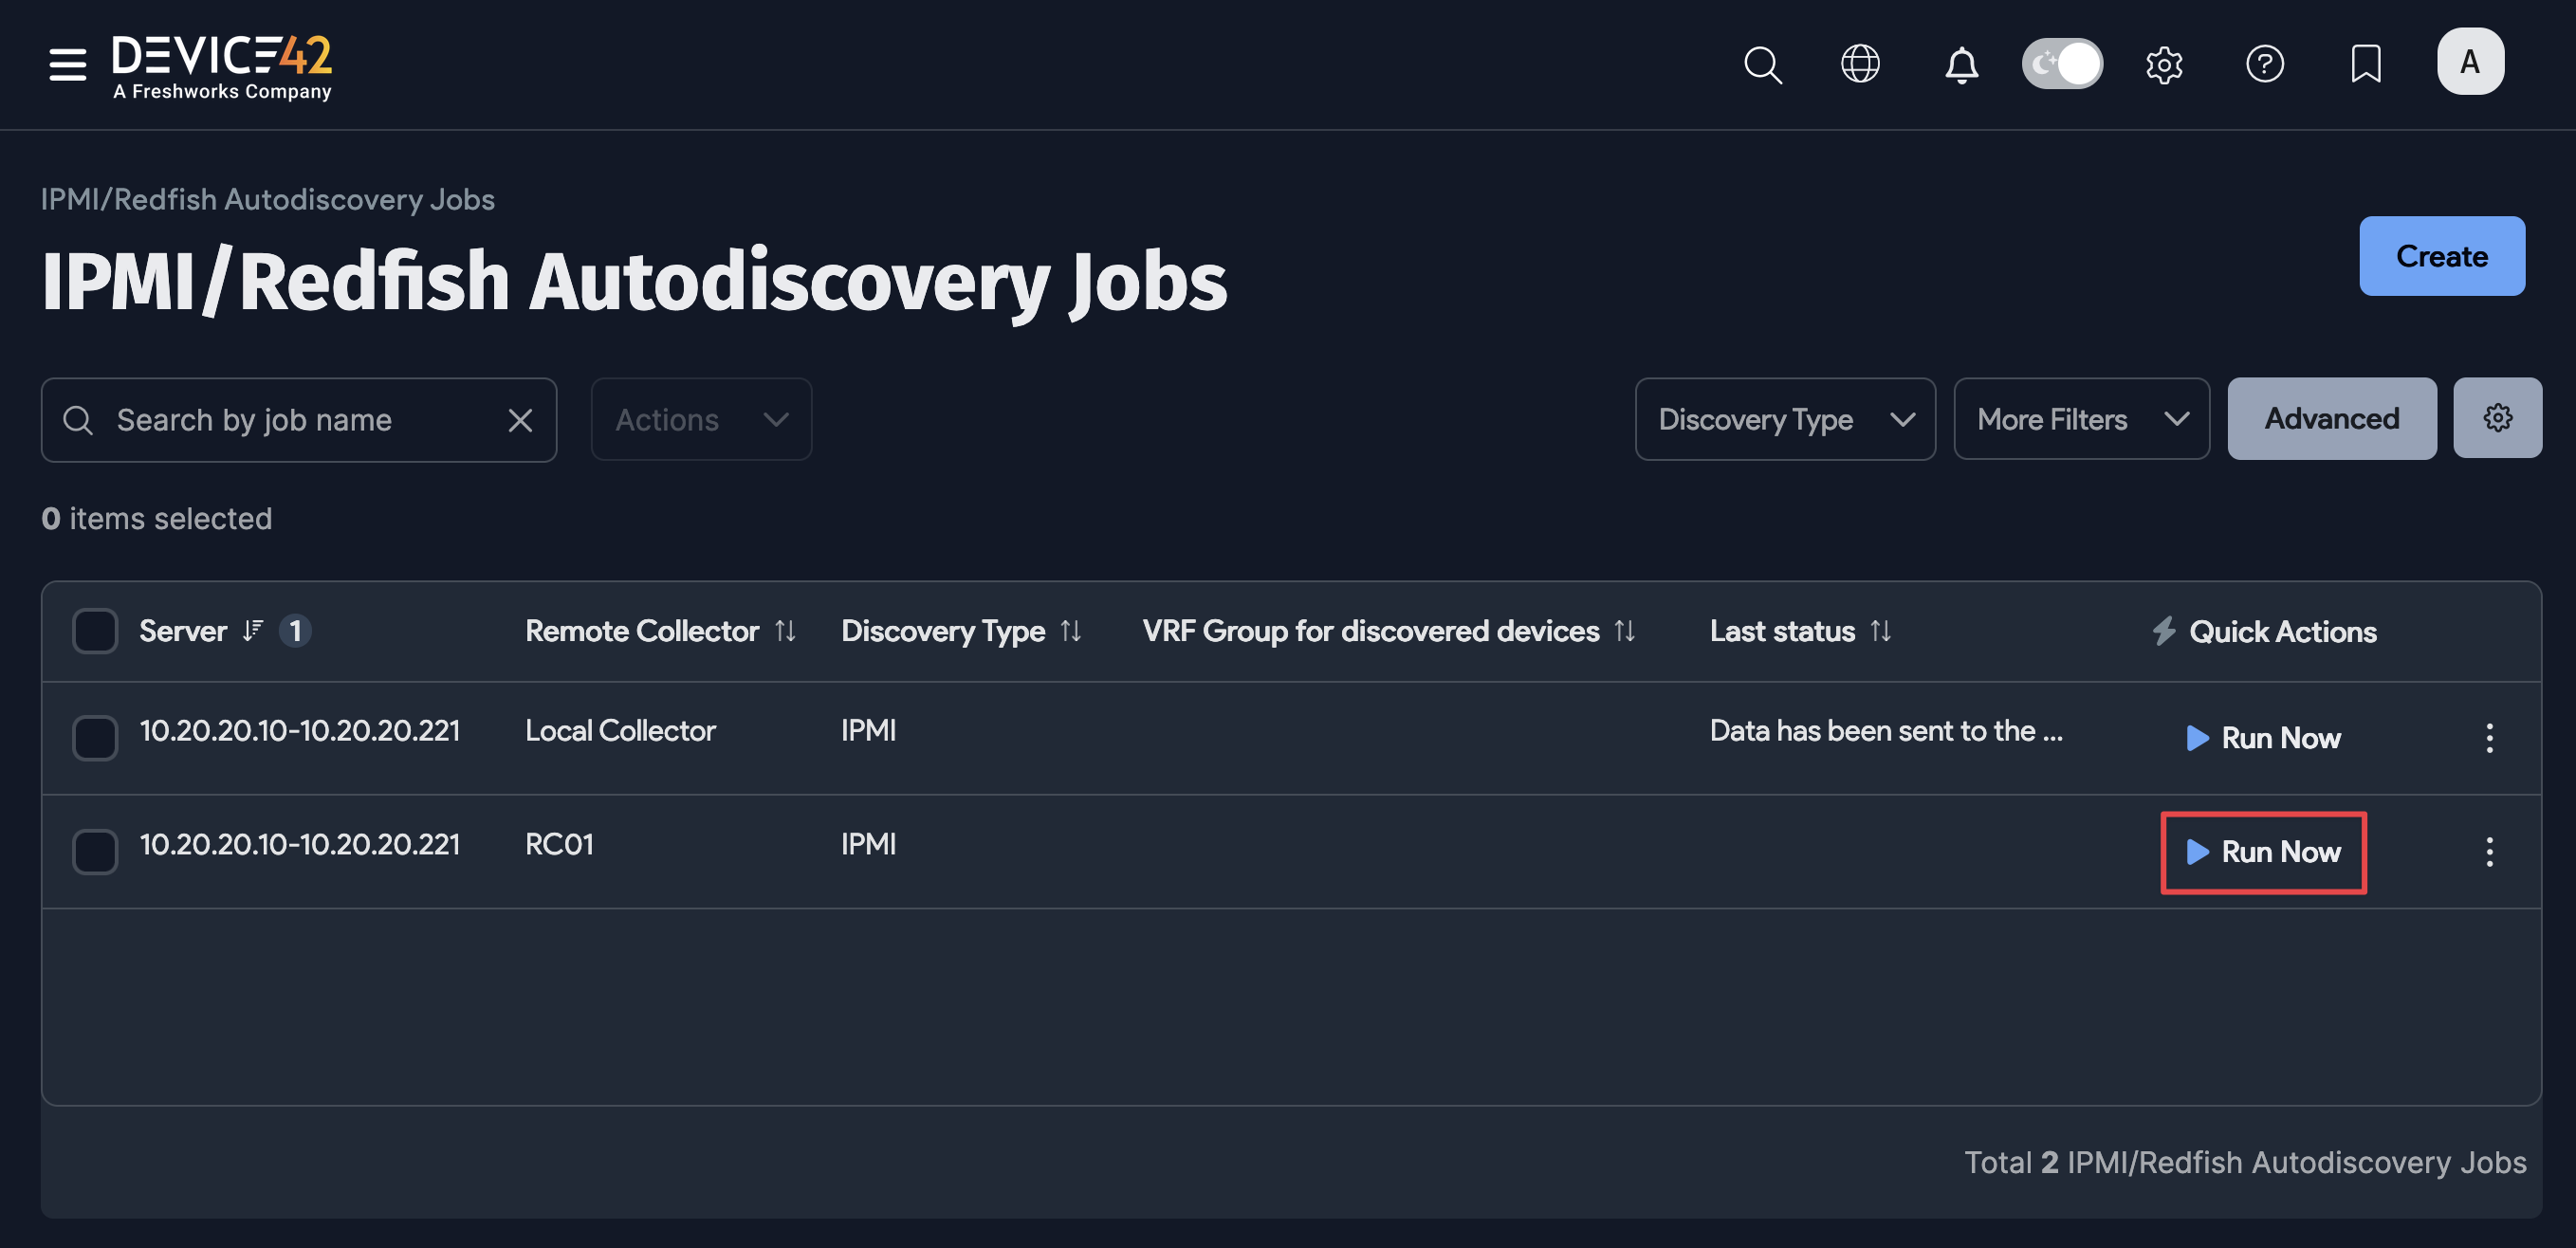 DEVICE42
A Freshworks Company
A
IPMI/Redfish Autodiscovery Jobs
IPMI/Redfish Autodiscovery Jobs
Create
Search by job name
Actions
Discovery Type
More Filters
Advanced
0 items selected
Server 1 Remote Collector Discovery Type VRF Group for discovered devices Last status Quick Actions
10.20.20.10-10.20.20.221 Local Collector IPMI Data has been sent to the ... Run Now
10.20.20.10-10.20.20.221 RC01 IPMI Run Now
Total 2 IPMI/Redfish Autodiscovery Jobs